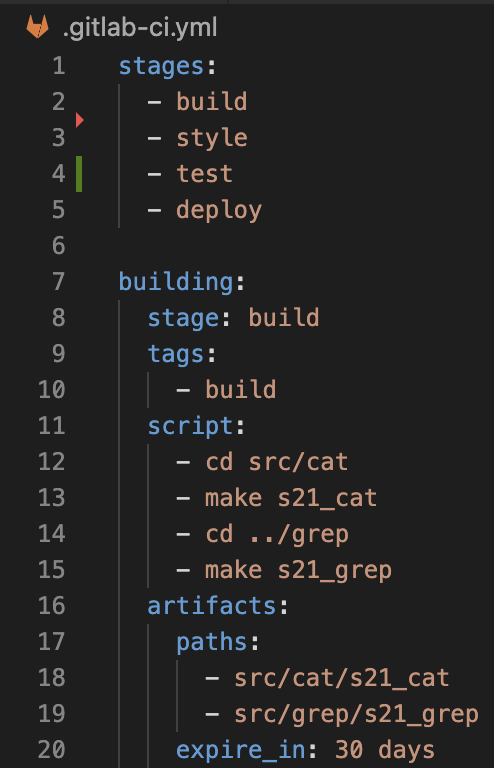 .gitlab-ci.yml
1 stages:
2   - build
3   - style
4   - test
5   - deploy
6
7 building:
8   stage: build
9   tags:
10     - build
11   script:
12     - cd src/cat
13     - make s21_cat
14     - cd ../grep
15     - make s21_grep
16   artifacts:
17     paths:
18       - src/cat/s21_cat
19       - src/grep/s21_grep
20     expire_in: 30 days